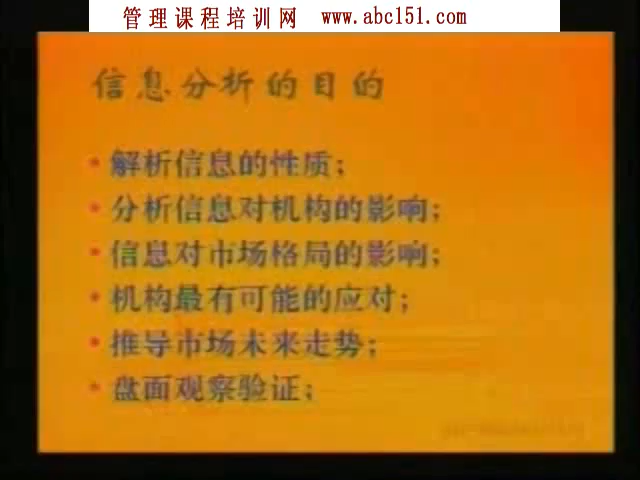 管理课程培训网 www.abc151.com
信息分析的目的
• 解析信息的性质;
• 分析信息对机构的影响;
• 信息对市场格局的影响;
• 机构最有可能的应对;
• 推导市场未来走势;
• 盘面观察验证;